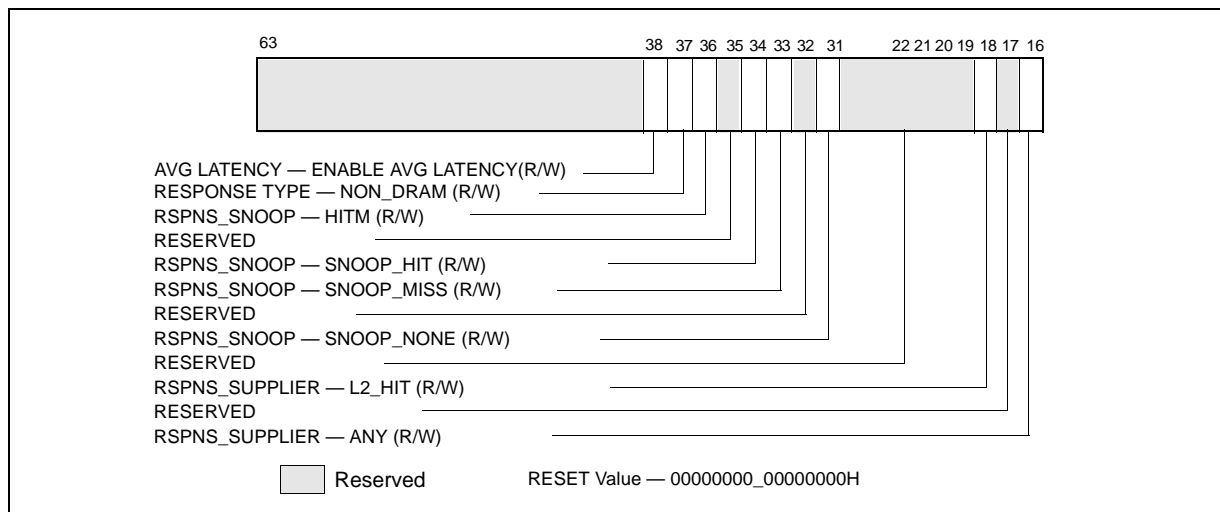 63 38 37 36 35 34 33 32 31 22 21 20 19 18 17 16
AVG LATENCY — ENABLE AVG LATENCY(R/W)
RESPONSE TYPE — NON_DRAM (R/W)
RSPNS_SNOOP — HITM (R/W)
RESERVED
RSPNS_SNOOP — SNOOP_HIT (R/W)
RSPNS_SNOOP — SNOOP_MISS (R/W)
RESERVED
RSPNS_SNOOP — SNOOP_NONE (R/W)
RESERVED
RSPNS_SUPPLIER — L2_HIT (R/W)
RESERVED
RSPNS_SUPPLIER — ANY (R/W)
Reserved RESET Value — 00000000_00000000H